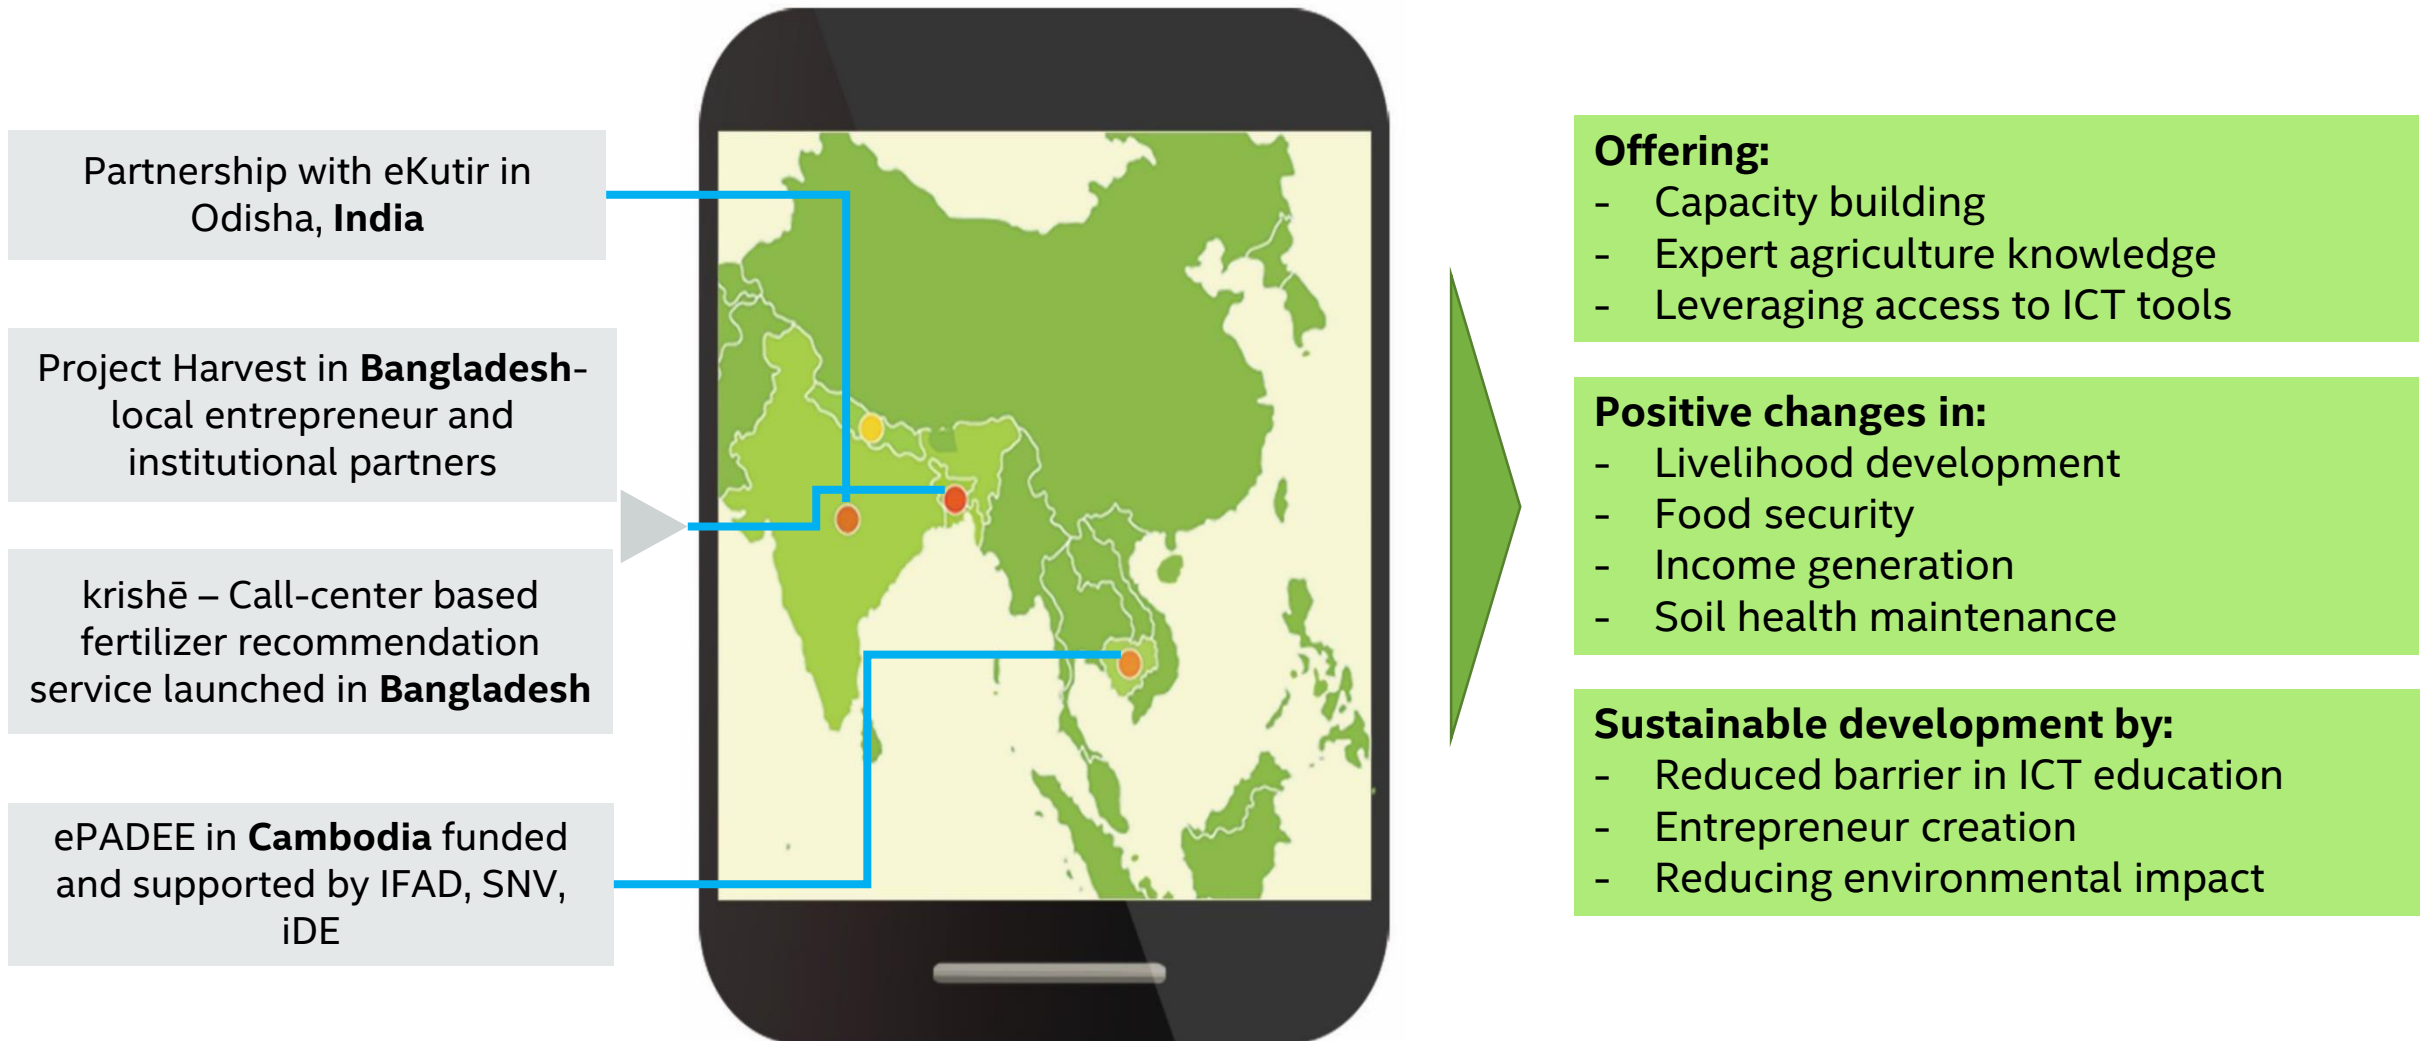 Partnership with eKutir in
Odisha, India
Project Harvest in Bangladesh-
local entrepreneur and
institutional partners
krishē – Call-center based
fertilizer recommendation
service launched in Bangladesh
ePADEE in Cambodia funded
and supported by IFAD, SNV,
iDE
Offering:
- Capacity building
- Expert agriculture knowledge
- Leveraging access to ICT tools
Positive changes in:
- Livelihood development
- Food security
- Income generation
- Soil health maintenance
Sustainable development by:
- Reduced barrier in ICT education
- Entrepreneur creation
- Reducing environmental impact